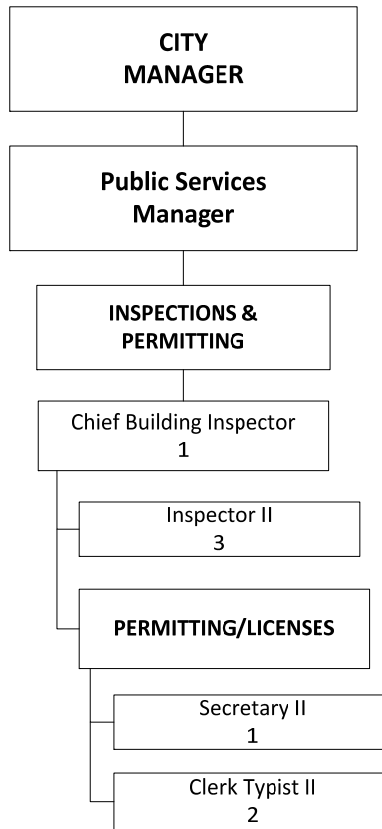 CITY
MANAGER
Public Services
Manager
INSPECTIONS &
PERMITTING
Chief Building Inspector
1
Inspector II
3
PERMITTING/LICENSES
Secretary II
1
Clerk Typist II
2